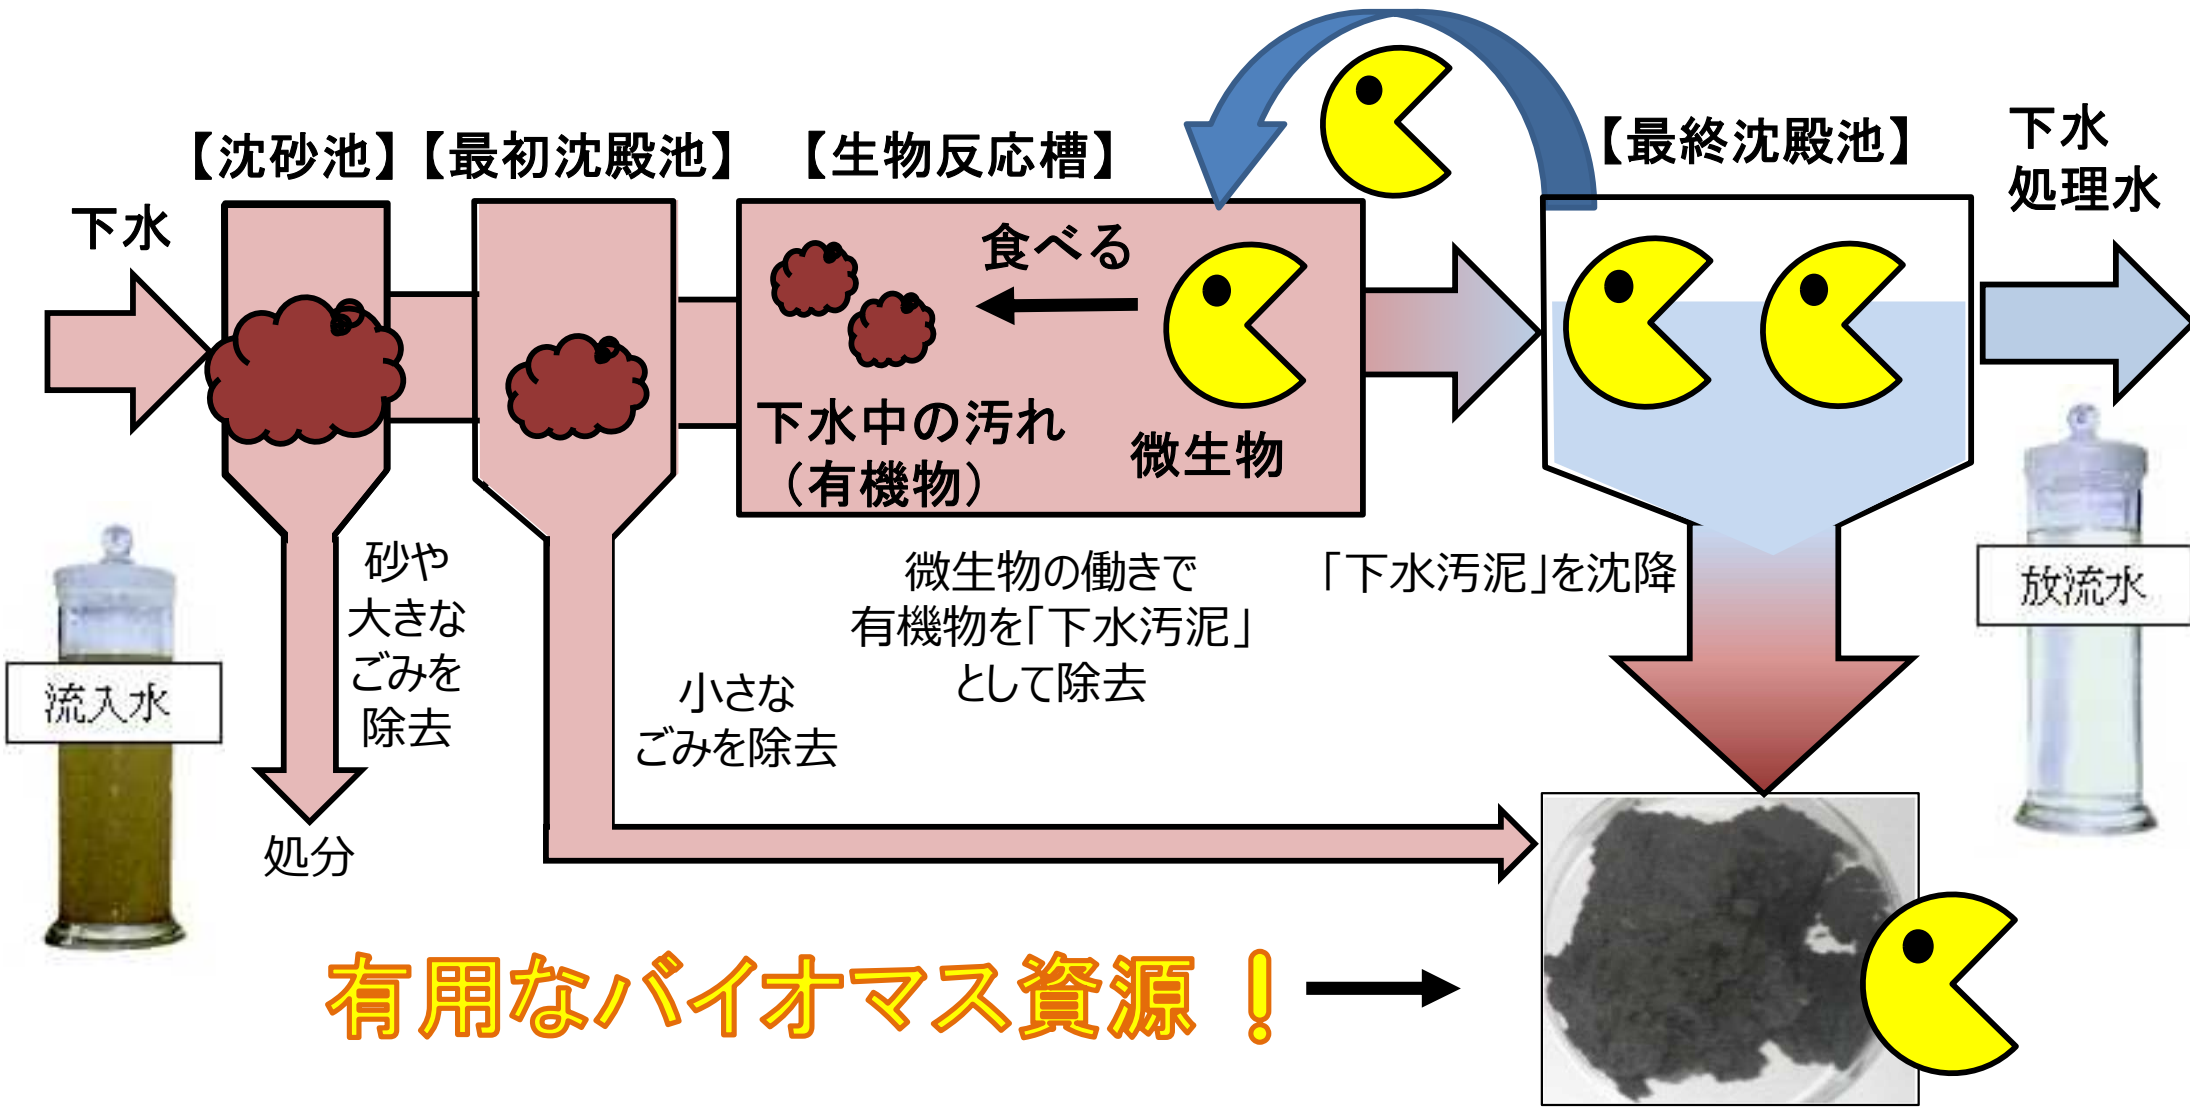 【沈砂池】
【最初沈殿池】
【生物反応槽】
【最終沈殿池】
下水
下水
処理水
食べる
下水中の汚れ
（有機物）
微生物
砂や
大きな
ごみを
除去
処分
小さな
ごみを除去
微生物の働きで
有機物を「下水汚泥」
として除去
「下水汚泥」を沈降
流入水
放流水
有用なバイオマス資源！